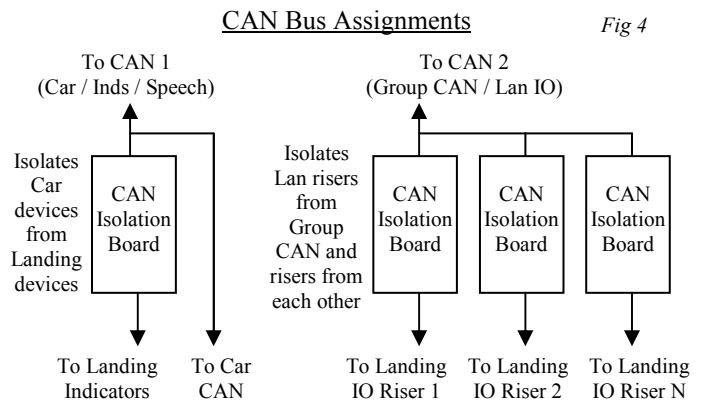 CAN Bus Assignments
Fig 4
To CAN 1
(Car / Inds / Speech)
To CAN 2
(Group CAN / Lan IO)
Isolates
Car
devices
from
Landing
devices
CAN
Isolation
Board
Isolates
Lan risers
from
Group
CAN and
risers from
each other
CAN
Isolation
Board
CAN
Isolation
Board
CAN
Isolation
Board
To Landing
Indicators
To Car
CAN
To Landing
IO Riser 1
To Landing
IO Riser 2
To Landing
IO Riser N